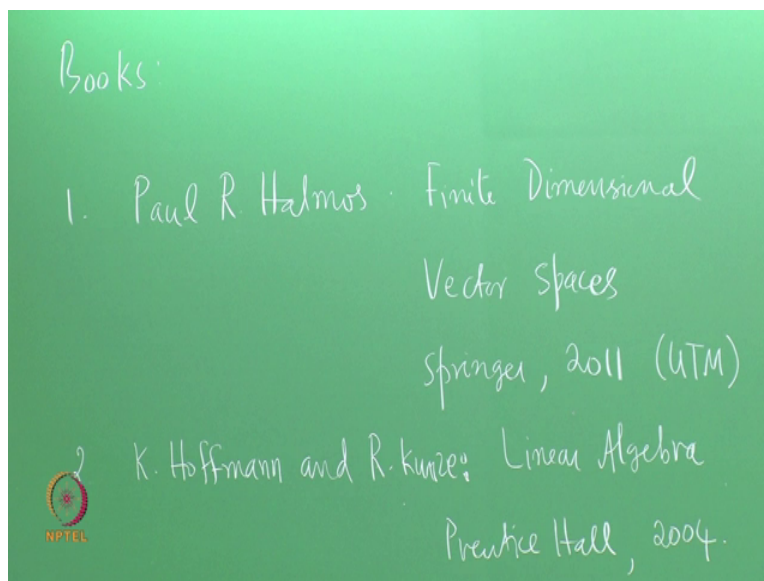 Books:
1. Paul R. Halmos. Finite Dimensional
Vector Spaces
Springer, 2011 (UTM)
2 K. Hoffmann and R. Kunze: Linear Algebra
Prentice Hall, 2004.
NPTEL